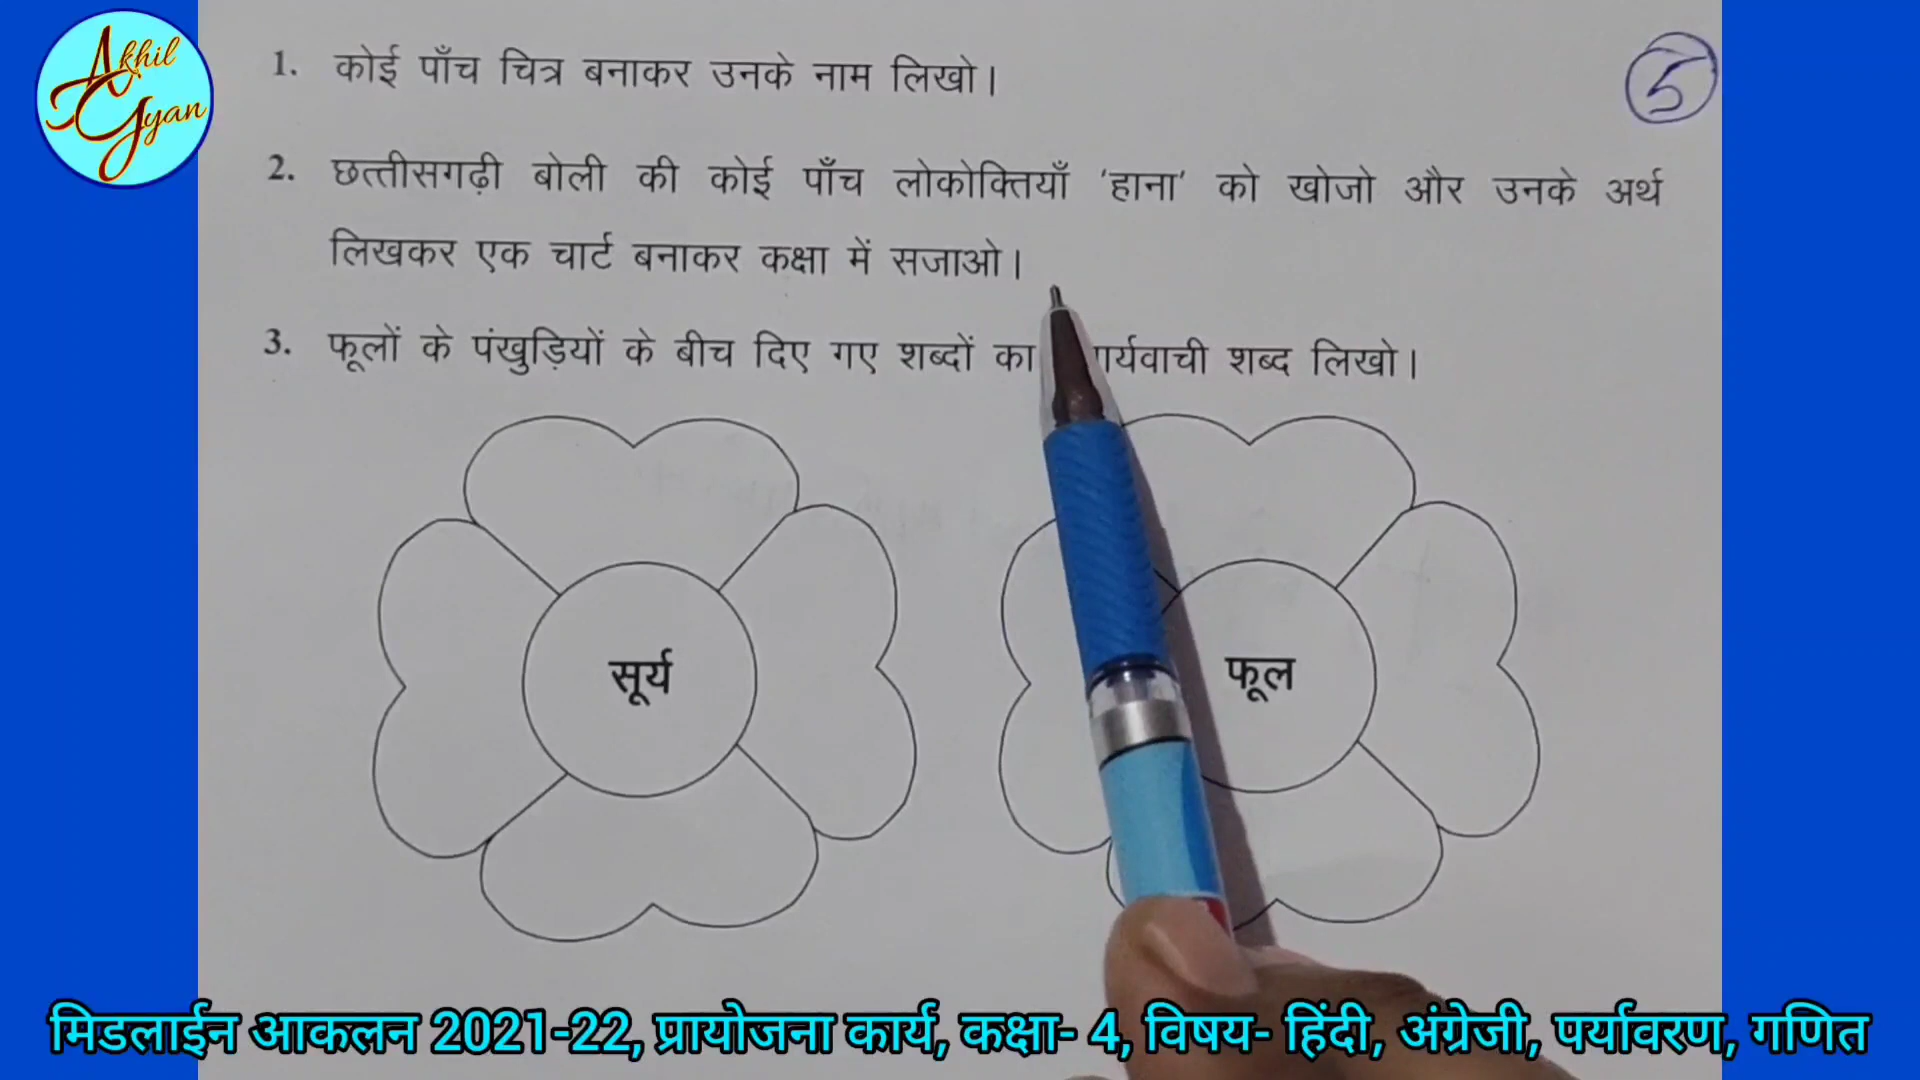 Akhil
Gyan
5
1. कोई पाँच चित्र बनाकर उनके नाम लिखो।
2. छत्तीसगढ़ी बोली की कोई पाँच लोकोक्तियाँ 'हाना' को खोजो और उनके अर्थ
लिखकर एक चार्ट बनाकर कक्षा में सजाओ।
3. फूलों के पंखुड़ियों के बीच दिए गए शब्दों का शब्द लिखो।
सूर्य
फूल
मिडलाईन आकलन 2021-22, प्रायोजना कार्य, कक्षा- 4, विषय- हिंदी, अंग्रेजी, पर्यावरण, गणित